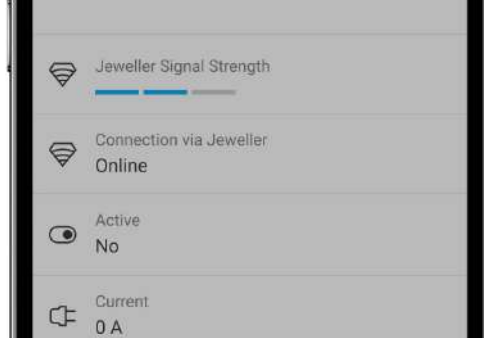 Jeweller Signal Strength
Connection via Jeweller
Online
Active
No
Current
0 A